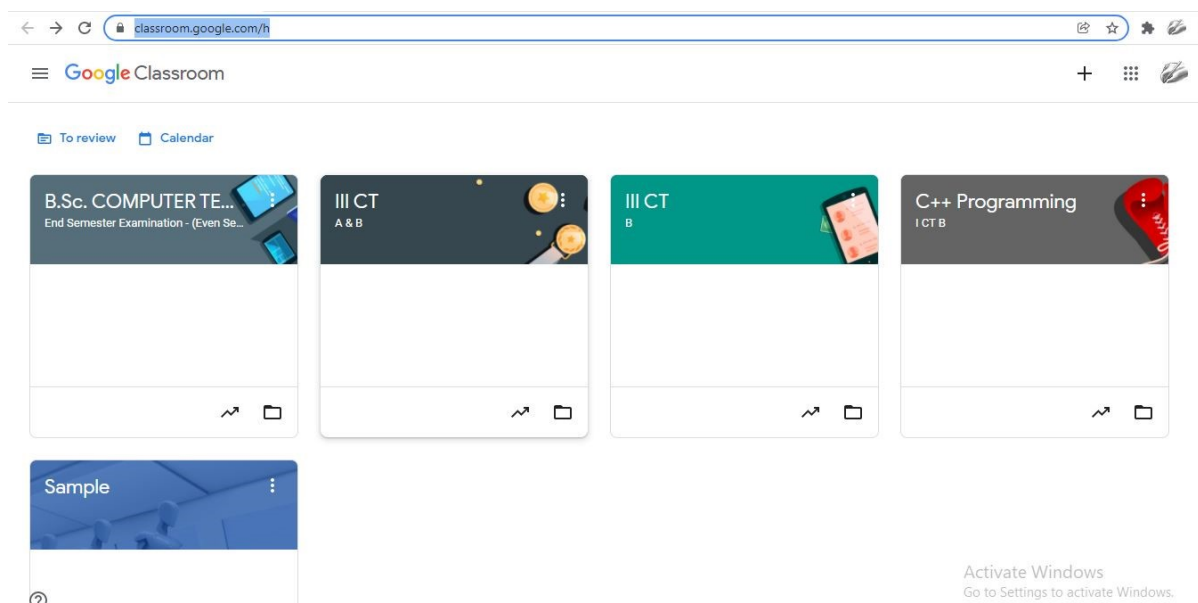 classroom.google.com/h
Google Classroom
To review Calendar
B.Sc. COMPUTER TE...
End Semester Examination - (Even Se...
III CT
A & B
III CT
B
C++ Programming
I CT B
Sample
Activate Windows
Go to Settings to activate Windows.